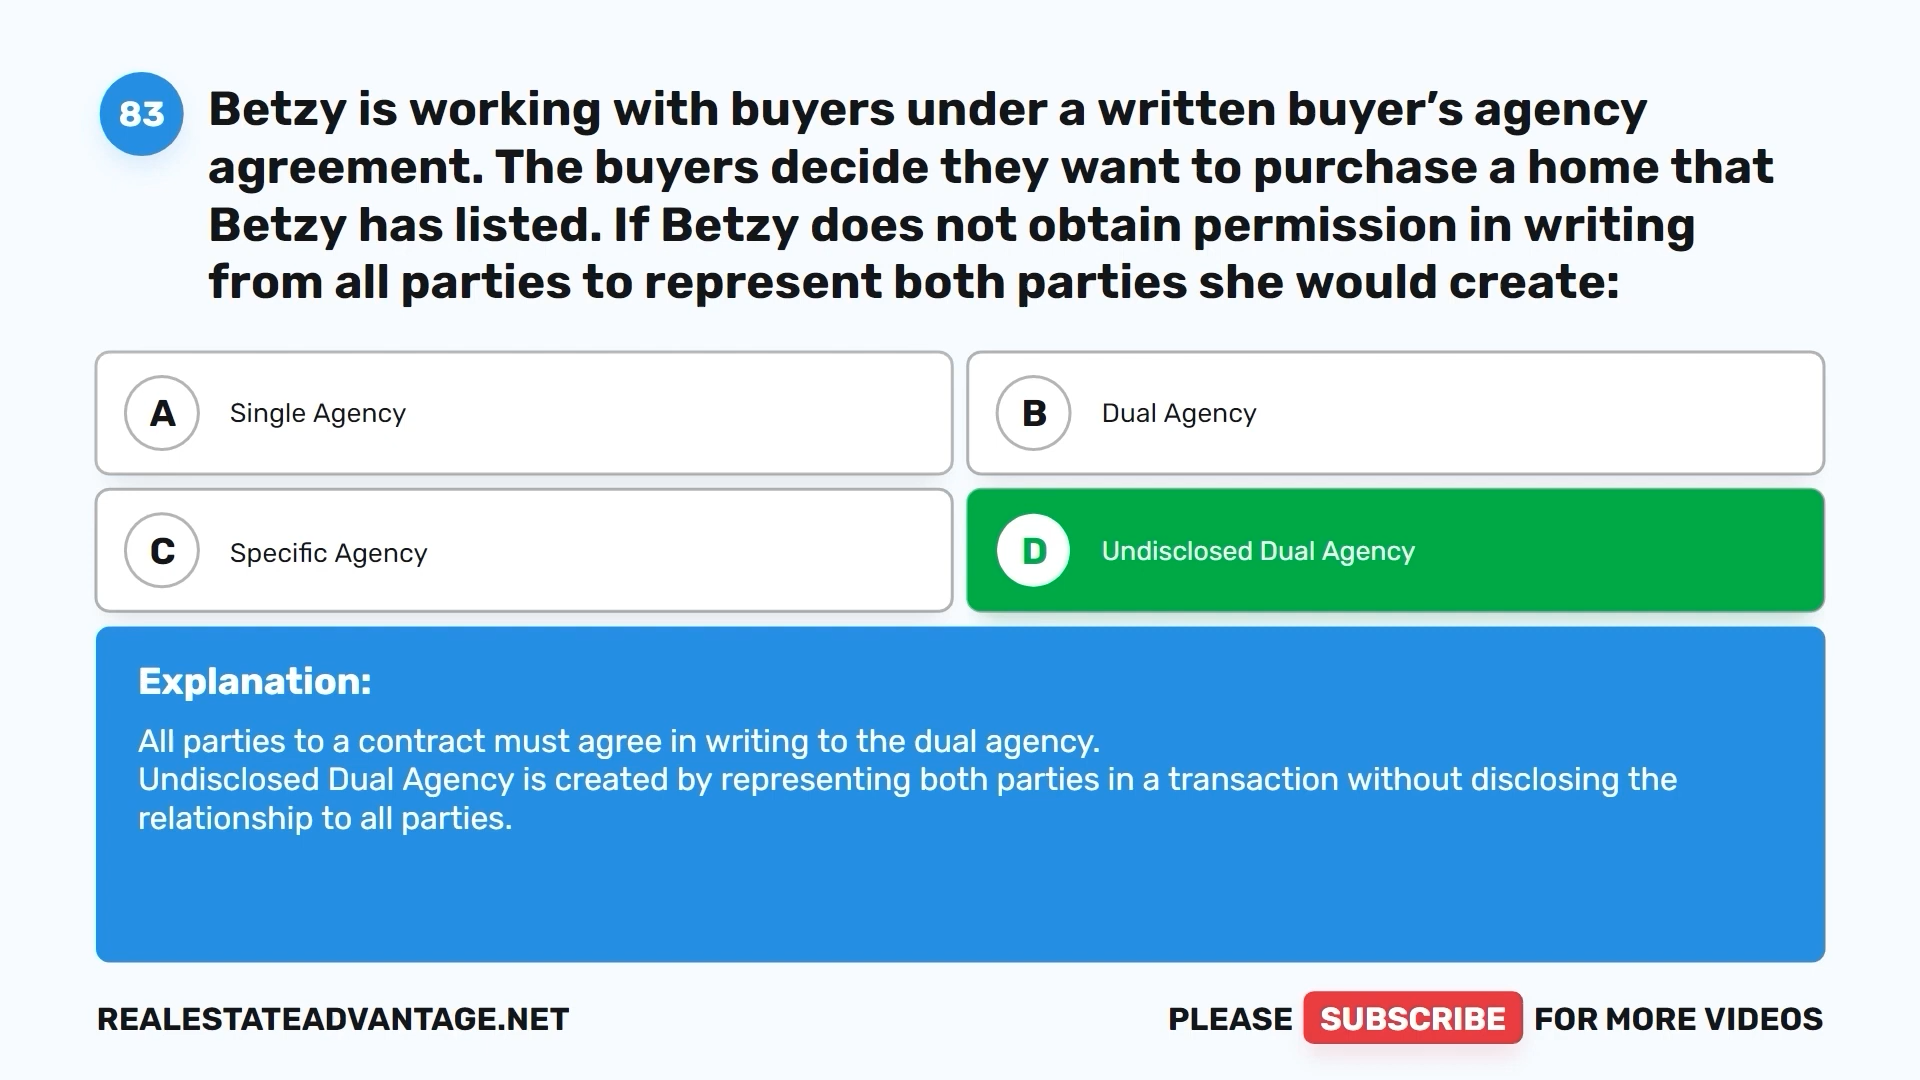 83
Betzy is working with buyers under a written buyer’s agency
agreement. The buyers decide they want to purchase a home that
Betzy has listed. If Betzy does not obtain permission in writing
from all parties to represent both parties she would create:
A Single Agency
B Dual Agency
C Specific Agency
D Undisclosed Dual Agency
Explanation:
All parties to a contract must agree in writing to the dual agency.
Undisclosed Dual Agency is created by representing both parties in a transaction without disclosing the
relationship to all parties.
REALESTATEADVANTAGE.NET
PLEASE SUBSCRIBE FOR MORE VIDEOS